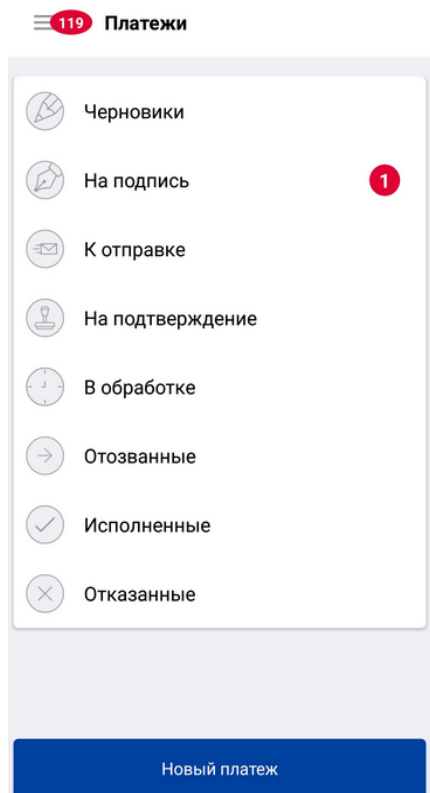 119 Платежи
Черновики
На подпись 1
К отправке
На подтверждение
В обработке
Отозванные
Исполненные
Отказанные
Новый платеж